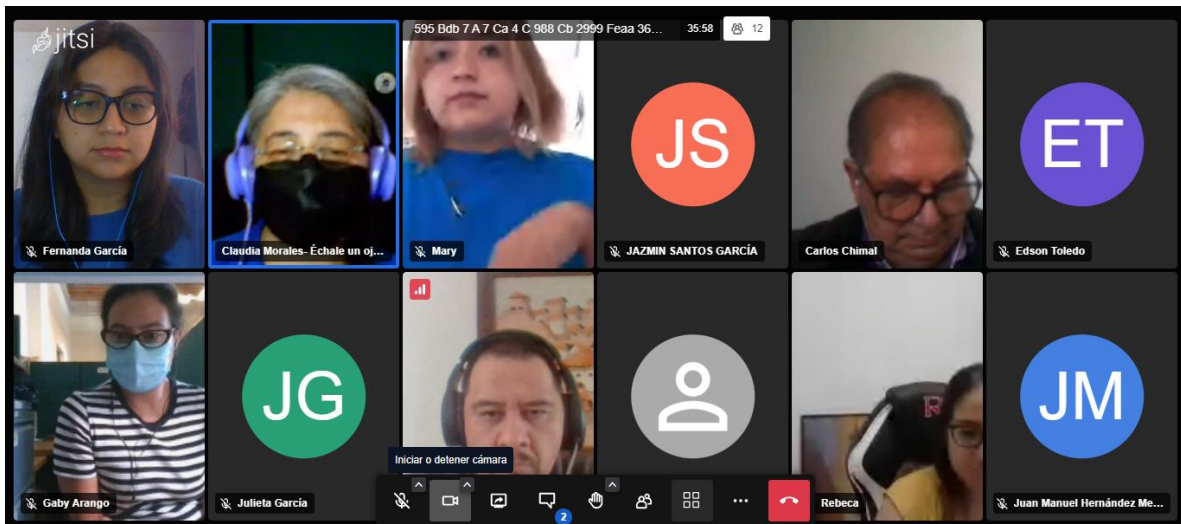 jitsi
595 Bdb 7 A 7 Ca 4 C 988 Cb 2999 Feaa 36... 35:58 12
JS
ET
Fernanda García
Claudia Morales- Échale un oj...
Mary
JAZMIN SANTOS GARCÍA
Carlos Chimal
Edson Toledo
JG
R
JM
Iniciar o detener cámara
Gaby Arango
Julieta García
2
Rebeca
Juan Manuel Hernández Me...